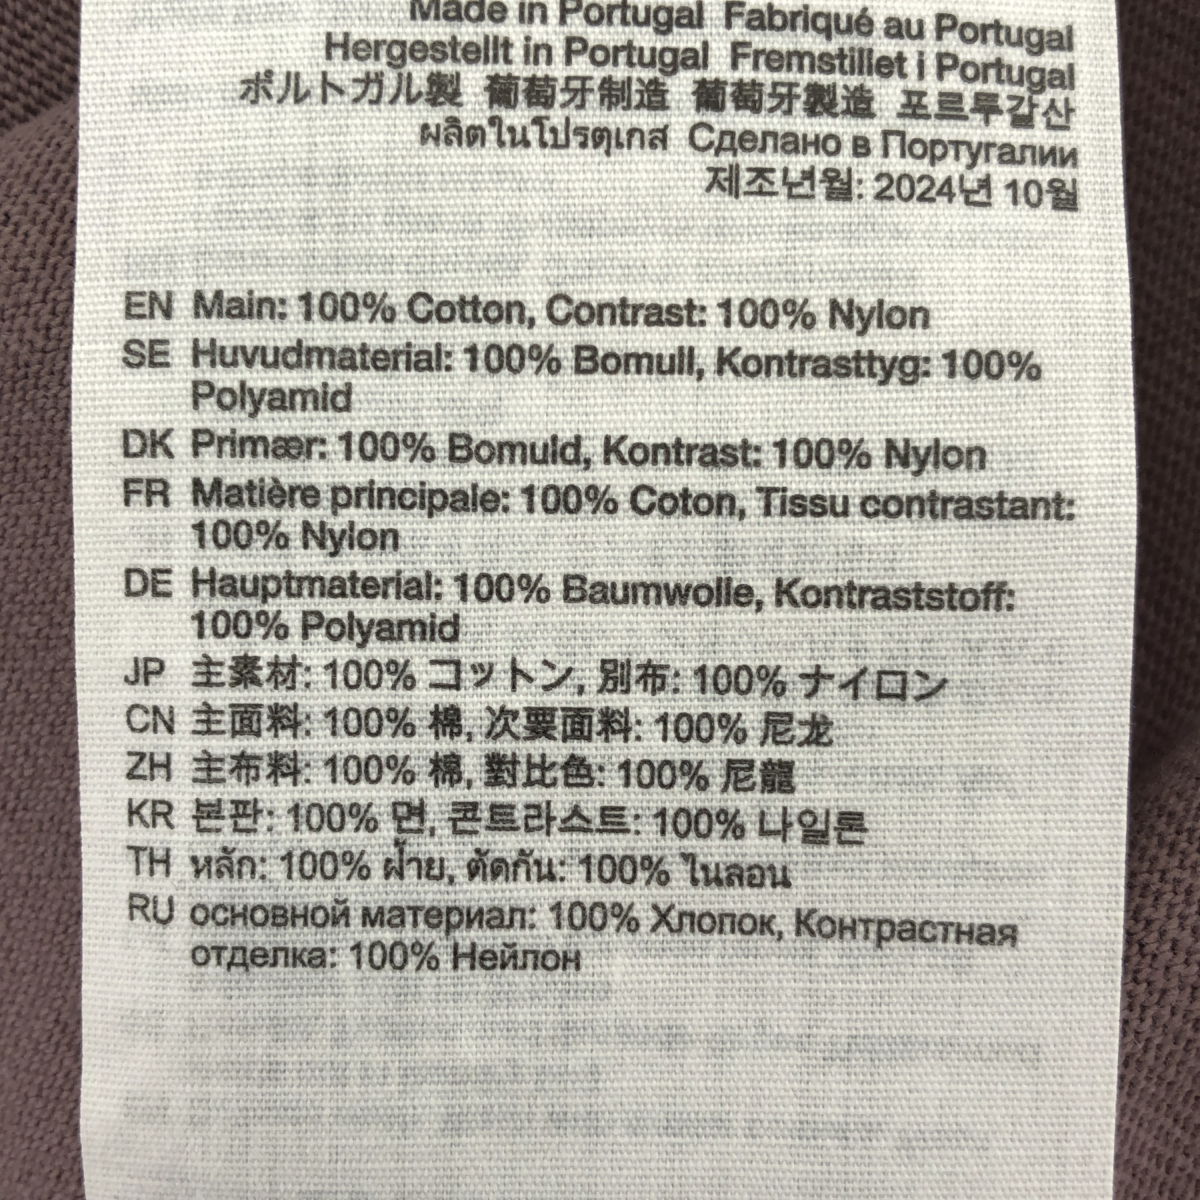 Made in Portugal Fabriqué au Portugal
Hergestellt in Portugal Fremstillet i Portugal
ポルトガル製 葡萄牙制造 葡萄牙製造 포르투갈산
ผลิตในโปรตุเกส Сделано в Португалии
제조년월: 2024년 10월
EN Main: 100% Cotton, Contrast: 100% Nylon
SE Huvudmaterial: 100% Bomull, Kontrasttyg: 100%
Polyamid
DK Primær: 100% Bomuld, Kontrast: 100% Nylon
FR Matière principale: 100% Coton, Tissu contrastant:
100% Nylon
DE Hauptmaterial: 100% Baumwolle, Kontraststoff:
100% Polyamid
JP 主素材: 100% コットン, 別布: 100% ナイロン
CN 主面料: 100% 棉, 次要面料: 100% 尼龙
ZH 主布料: 100% 棉, 對比色: 100% 尼龍
KR 본판: 100% 면, 콘트라스트: 100% 나일론
TH หลัก: 100% ฝ้าย, ตัดกัน: 100% ไนลอน
RU основной материал: 100% Хлопок, Контрастная
отделка: 100% Нейлон